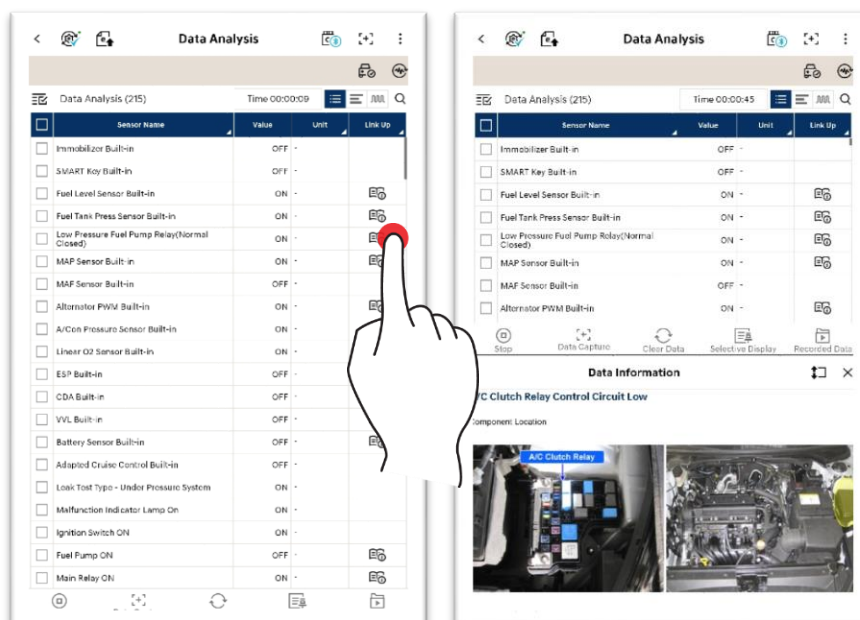 Data Analysis
Data Analysis (215)
Time 00:00:09
Sensor Name Value Unit Link Up
Immobilizer Built-in OFF -
SMART Key Built-in OFF -
Fuel Level Sensor Built-in ON -
Fuel Tank Press Sensor Built-in ON -
Low Pressure Fuel Pump Relay(Normal
Closed) ON -
MAP Sensor Built-in ON -
MAF Sensor Built-in OFF -
Alternator PWM Built-in ON -
A/Con Pressure Sensor Built-in ON -
Linear O2 Sensor Built-in ON -
ESP Built-in OFF -
CDA Built-in OFF -
VVL Built-in OFF -
Battery Sensor Built-in ON -
Adapted Cruise Control Built-in OFF -
Leak Test Type - Under Pressure System ON -
Malfunction Indicator Lamp On ON -
Ignition Switch ON ON -
Fuel Pump ON OFF -
Main Relay ON ON -
Data Analysis
Data Analysis (215)
Time 00:00:45
Sensor Name Value Unit Link Up
Immobilizer Built-in OFF -
SMART Key Built-in OFF -
Fuel Level Sensor Built-in ON -
Fuel Tank Press Sensor Built-in ON -
Low Pressure Fuel Pump Relay(Normal
Closed) ON -
MAP Sensor Built-in ON -
MAF Sensor Built-in OFF -
Alternator PWM Built-in ON -
Stop Data Capture Clear Data Selective Display Recorded Data
Data Information
/C Clutch Relay Control Circuit Low
Component Location
A/C Clutch Relay